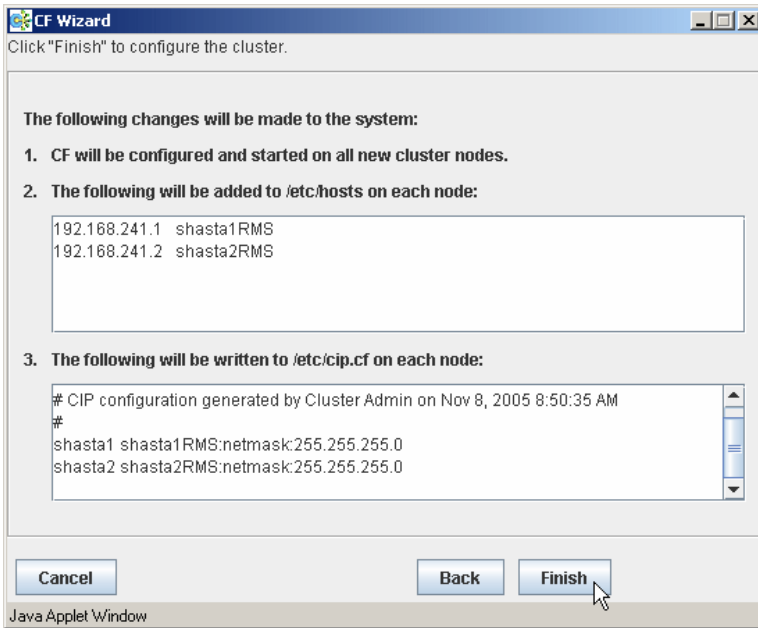 CF Wizard
Click "Finish" to configure the cluster.
The following changes will be made to the system:
1. CF will be configured and started on all new cluster nodes.
2. The following will be added to /etc/hosts on each node:
192.168.241.1 shasta1RMS
192.168.241.2 shasta2RMS
3. The following will be written to /etc/cip.cf on each node:
# CIP configuration generated by Cluster Admin on Nov 8, 2005 8:50:35 AM
#
shasta1 shasta1RMS:netmask:255.255.255.0
shasta2 shasta2RMS:netmask:255.255.255.0
Cancel Back Finish
Java Applet Window